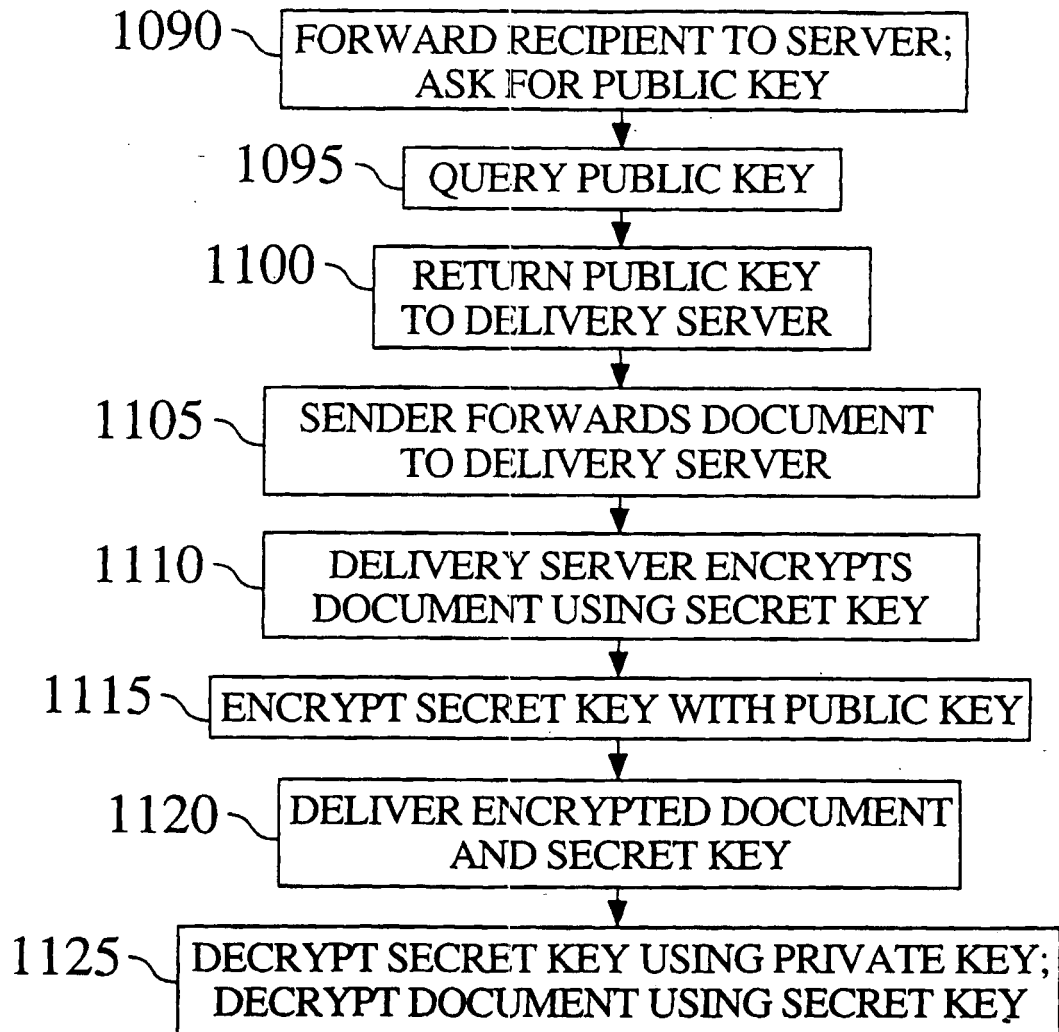 1090 FORWARD RECIPIENT TO SERVER;
ASK FOR PUBLIC KEY
1095 QUERY PUBLIC KEY
1100 RETURN PUBLIC KEY
TO DELIVERY SERVER
1105 SENDER FORWARDS DOCUMENT
TO DELIVERY SERVER
1110 DELIVERY SERVER ENCRYPTS
DOCUMENT USING SECRET KEY
1115 ENCRYPT SECRET KEY WITH PUBLIC KEY
1120 DELIVER ENCRYPTED DOCUMENT
AND SECRET KEY
1125 DECRYPT SECRET KEY USING PRIVATE KEY;
DECRYPT DOCUMENT USING SECRET KEY